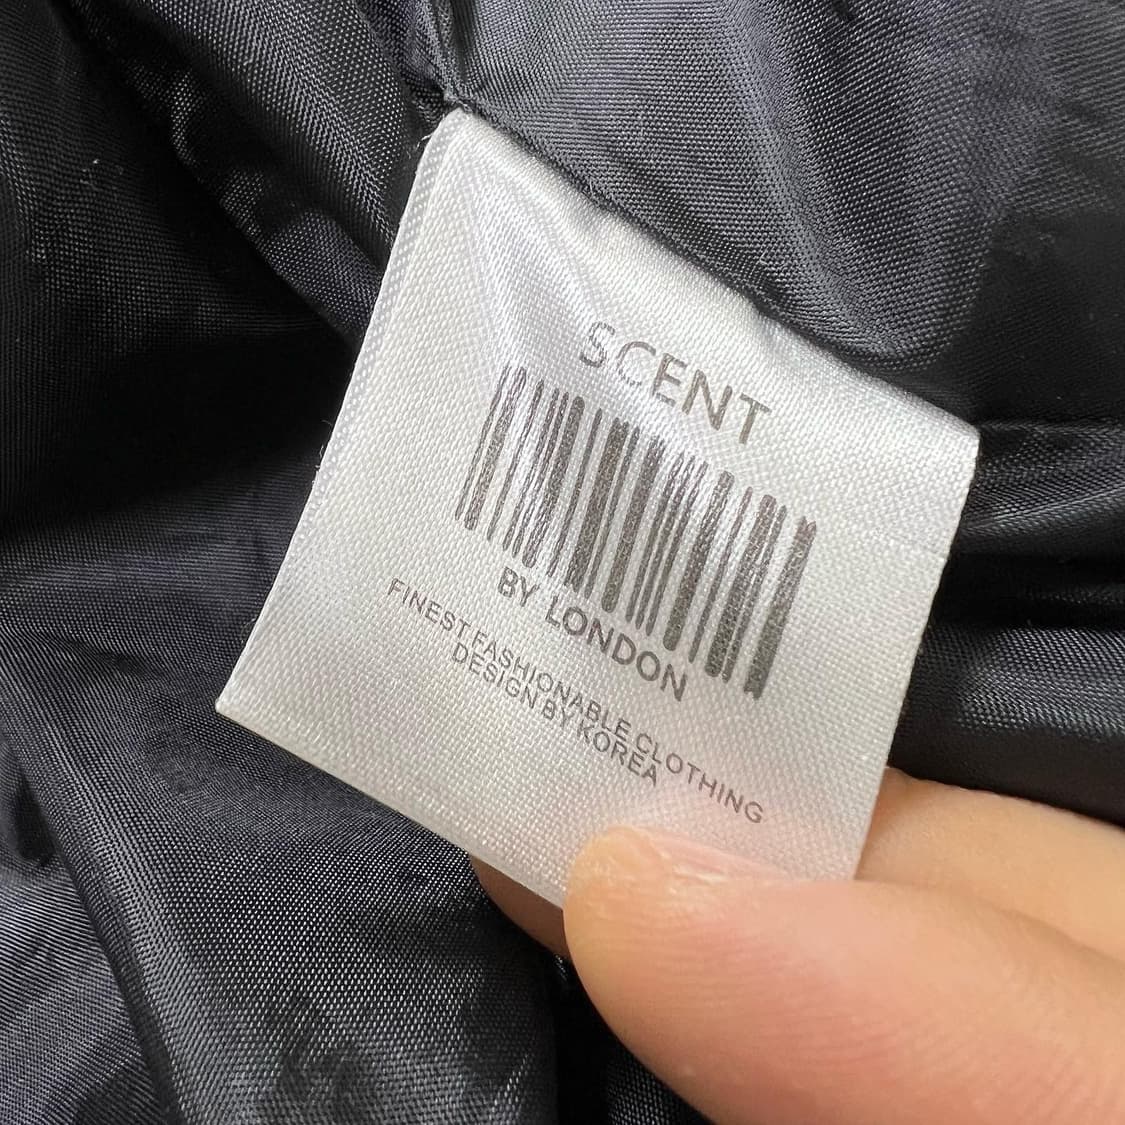 SCENT
BY LONDON
FINEST FASHIONABLE CLOTHING
DESIGN BY KOREA